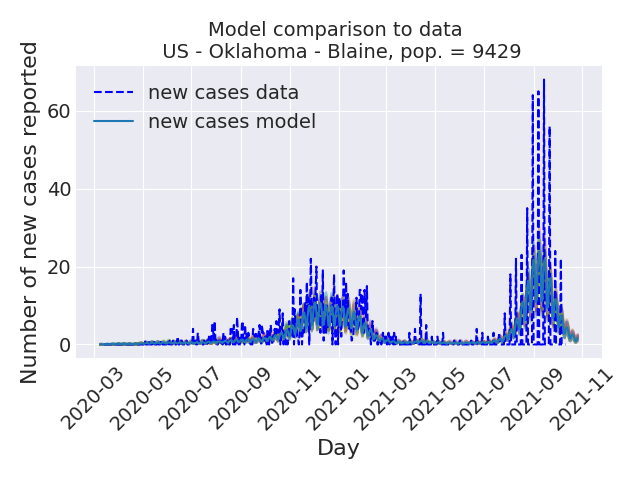 Model comparison to data
US - Oklahoma - Blaine, pop. = 9429
Number of new cases reported
new cases data
new cases model
60
40
20
0
2020-03
2020-05
2020-07
2020-09
2020-11
2021-01
2021-03
2021-05
2021-07
2021-09
2021-11
Day